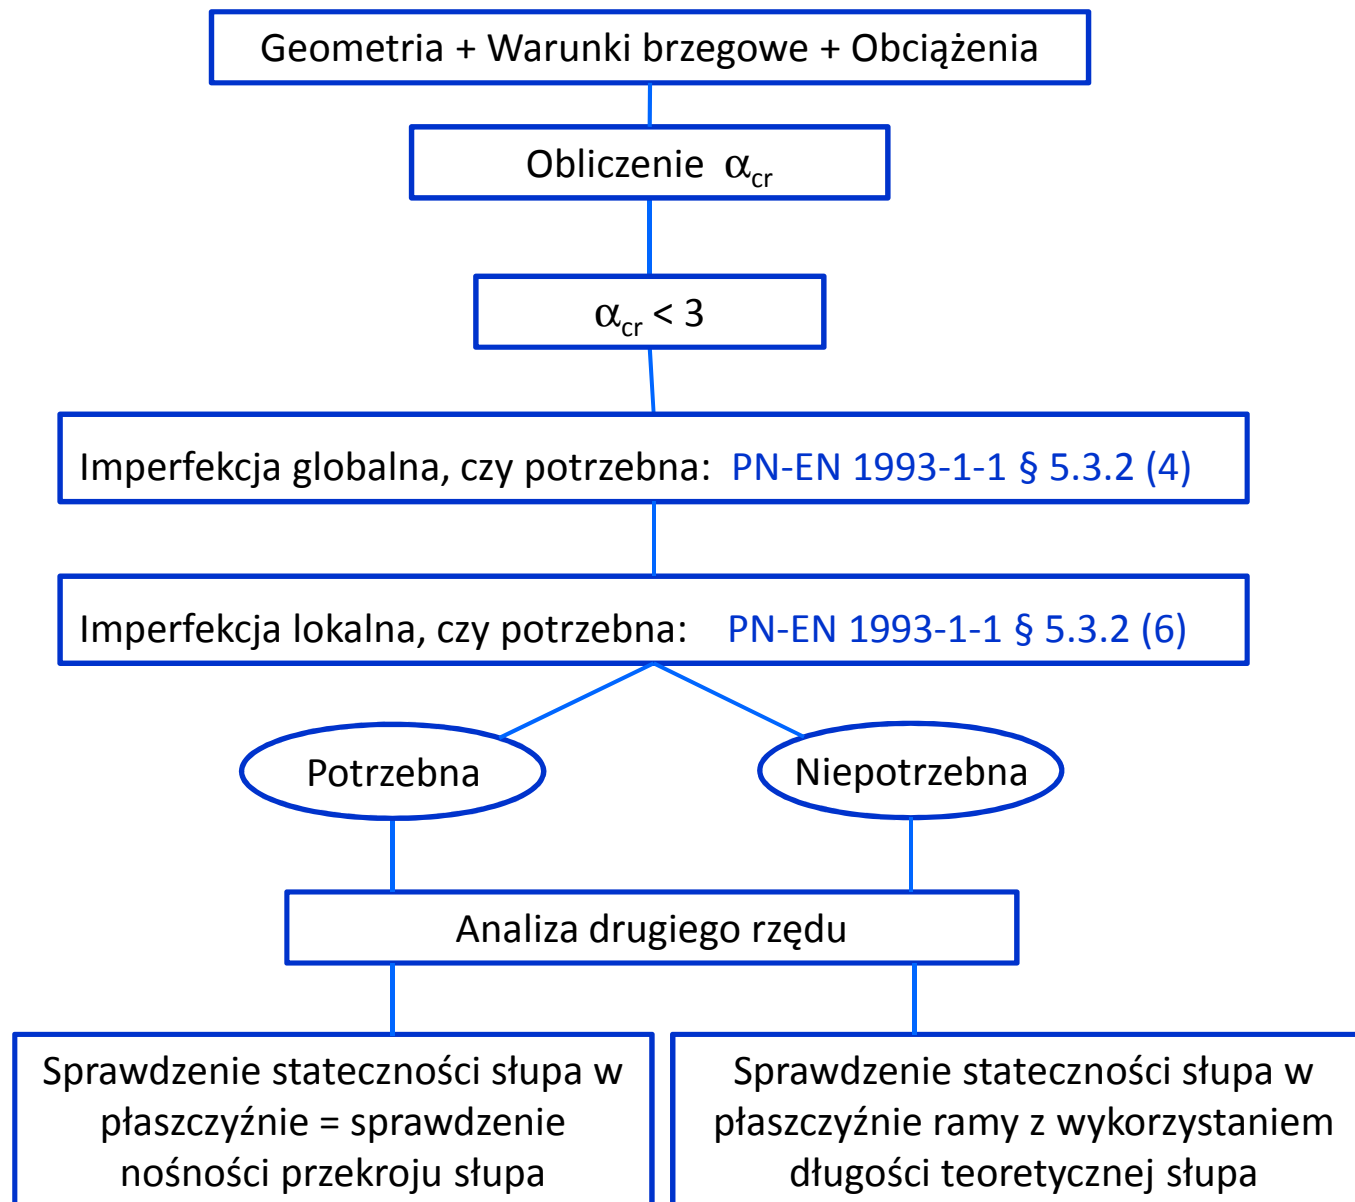 Geometria + Warunki brzegowe + Obciążenia
Obliczenie α_cr
α_cr < 3
Imperfekcja globalna, czy potrzebna: PN-EN 1993-1-1 § 5.3.2 (4)
Imperfekcja lokalna, czy potrzebna: PN-EN 1993-1-1 § 5.3.2 (6)
Potrzebna
Niepotrzebna
Analiza drugiego rzędu
Sprawdzenie stateczności słupa w
płaszczyźnie = sprawdzenie
nośności przekroju słupa
Sprawdzenie stateczności słupa w
płaszczyźnie ramy z wykorzystaniem
długości teoretycznej słupa